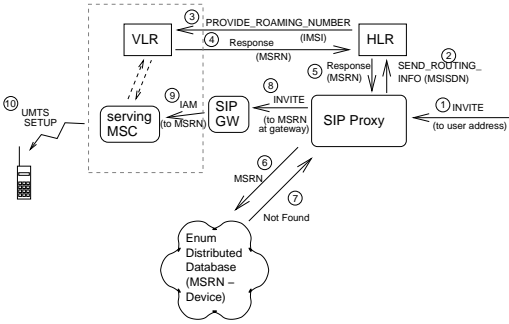 3 PROVIDE_ROAMING_NUMBER
(IMSI)
VLR
4 Response
(MSRN)
HLR
2
SEND_ROUTING_
INFO (MSISDN)
Response
5 (MSRN)
10 UMTS
SETUP
serving
MSC
9 IAM
(to MSRN)
SIP
GW
8
INVITE
(to MSRN
at gateway)
SIP Proxy
1 INVITE
(to user address)
6
MSRN
7
Not Found
Enum
Distributed
Database
(MSRN –
Device)